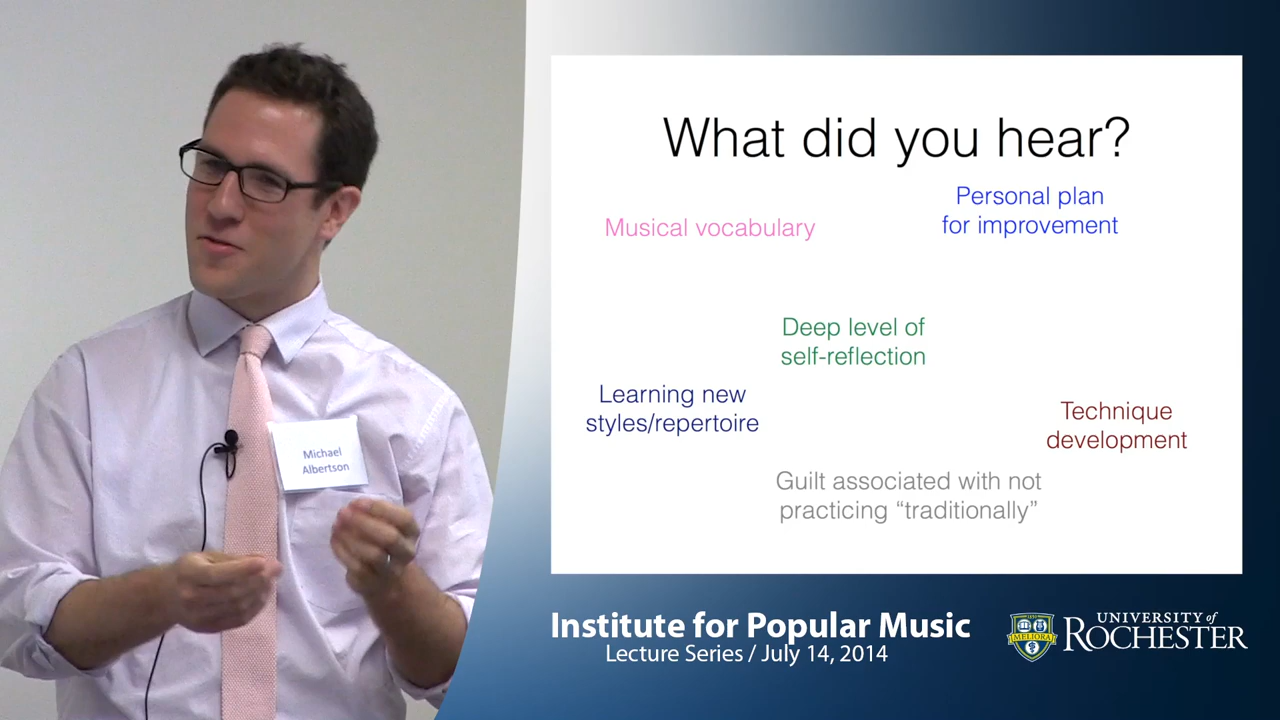 What did you hear?
Personal plan
for improvement
Musical vocabulary
Deep level of
self-reflection
Learning new
styles/repertoire
Technique
development
Guilt associated with not
practicing “traditionally”
Michael
Albertson
Institute for Popular Music
Lecture Series / July 14, 2014
MELIORA
UNIVERSITY of
ROCHESTER